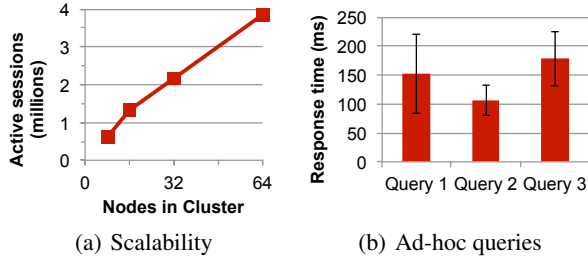 Active sessions
(millions)
4
3
2
1
0
0
32
64
Nodes in Cluster
(a) Scalability
Response time (ms)
250
200
150
100
50
0
Query 1 Query 2 Query 3
(b) Ad-hoc queries